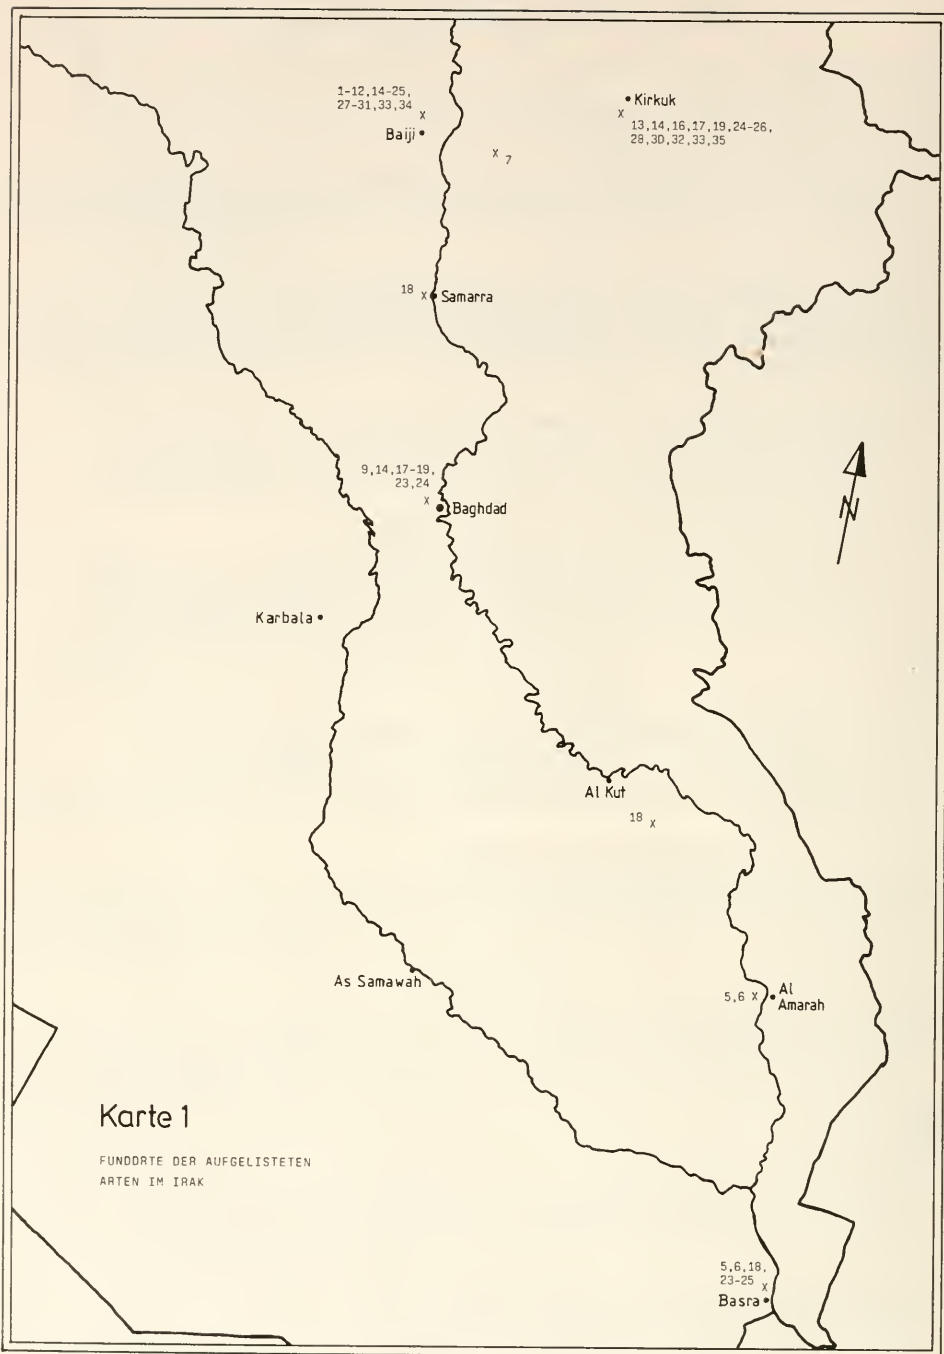 1-12,14-25,
27-31,33,34
x
Baiji
Kirkuk
x
13,14,16,17,19,24-26,
28,30,32,33,35
x 7
18 x
Samarra
9,14,17-19,
23,24
x
Baghdad
N
Karbala
Al Kut
18 x
As Samawah
5,6 x
Al
Amarah
Karte 1
FUNDORTE DER AUFGELISTETEN
ARTEN IM IRAK
5,6,18,
23-25 x
Basra